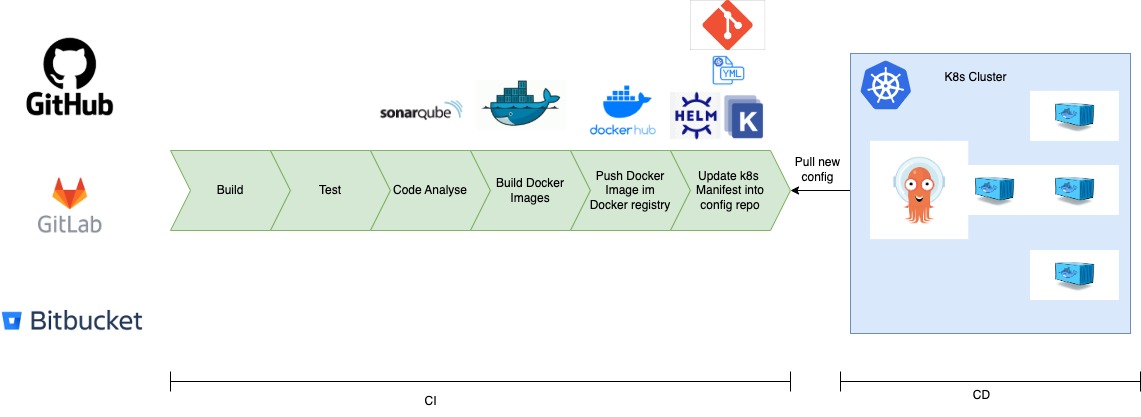 GitHub
GitLab
Bitbucket
sonarqube
docker hub
YML
HELM
K
Build
Test
Code Analyse
Build Docker
Images
Push Docker
Image im
Docker registry
Update k8s
Manifest into
config repo
Pull new
config
K8s Cluster
CI
CD